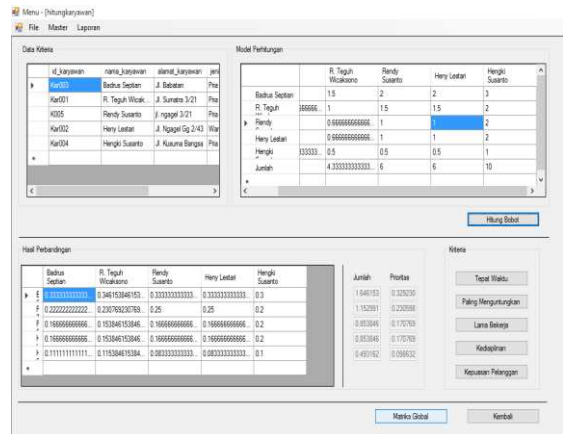 Menu - [hitungkaryawan]
File Master Laporan
Data Kriteria
id_karyawan nama_karyawan alamat_karyawan
Kar003 Badrus Septian Jl. Babatan Pria
Kar001 R. Teguh Wicak... Jl. Sumatra 3/21 Pria
K005 Rendy Susanto jl. ngagel 3/21 Pria
Kar002 Heny Lestari Jl. Ngagel Gg 2/43
Kar004 Hengki Susanto Jl. Kusuma Bangsa Pria
Model Perhitungan
R. Teguh Wicaksono Rendy Susanto Heny Lestari Hengki Susanto
Badrus Septian 1.5 2 2 3
R. Teguh 1 1.5 1.5 2
Rendy 0.666666666666... 1 1 2
Heny Lestari 0.666666666666... 1 1 2
Hengki 0.5 0.5 0.5 1
Jumlah 4.333333333333... 6 6 10
Hitung Bobot
Hasil Perbandingan
Badrus Septian R. Teguh Wicaksono Rendy Susanto Heny Lestari Hengki Susanto
0.333333333333... 0.346153846153... 0.333333333333... 0.333333333333... 0.3
0.222222222222... 0.230769230769... 0.25 0.25 0.2
0.166666666666... 0.153846153846... 0.166666666666... 0.166666666666... 0.2
0.166666666666... 0.153846153846... 0.166666666666... 0.166666666666... 0.2
0.111111111111... 0.115384615384... 0.083333333333... 0.083333333333... 0.1
Jumlah Prioritas
1.646153 0.329230
1.152991 0.230598
0.853846 0.170769
0.853846 0.170769
0.493162 0.098632
Kriteria
Tepat Waktu
Paling Menguntungkan
Lama Bekerja
Kedisiplinan
Kepuasan Pelanggan
Matriks Global
Kembali